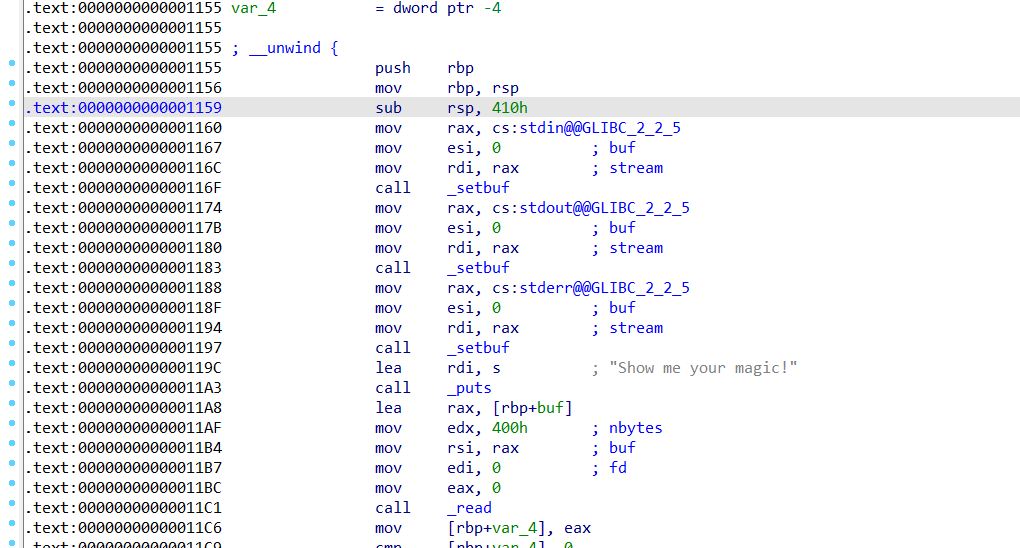 .text:0000000000001155 var_4 = dword ptr -4
.text:0000000000001155
.text:0000000000001155 ; __unwind {
.text:0000000000001155 push rbp
.text:0000000000001156 mov rbp, rsp
.text:0000000000001159 sub rsp, 410h
.text:0000000000001160 mov rax, cs:stdin@@GLIBC_2_2_5
.text:0000000000001167 mov esi, 0 ; buf
.text:000000000000116C mov rdi, rax ; stream
.text:000000000000116F call _setbuf
.text:0000000000001174 mov rax, cs:stdout@@GLIBC_2_2_5
.text:000000000000117B mov esi, 0 ; buf
.text:0000000000001180 mov rdi, rax ; stream
.text:0000000000001183 call _setbuf
.text:0000000000001188 mov rax, cs:stderr@@GLIBC_2_2_5
.text:000000000000118F mov esi, 0 ; buf
.text:0000000000001194 mov rdi, rax ; stream
.text:0000000000001197 call _setbuf
.text:000000000000119C lea rdi, s ; "Show me your magic!"
.text:00000000000011A3 call _puts
.text:00000000000011A8 lea rax, [rbp+buf]
.text:00000000000011AF mov edx, 400h ; nbytes
.text:00000000000011B4 mov rsi, rax ; buf
.text:00000000000011B7 mov edi, 0 ; fd
.text:00000000000011BC mov eax, 0
.text:00000000000011C1 call _read
.text:00000000000011C6 mov [rbp+var_4], eax
.text:00000000000011C9 cmp [rbp+var_4], 0